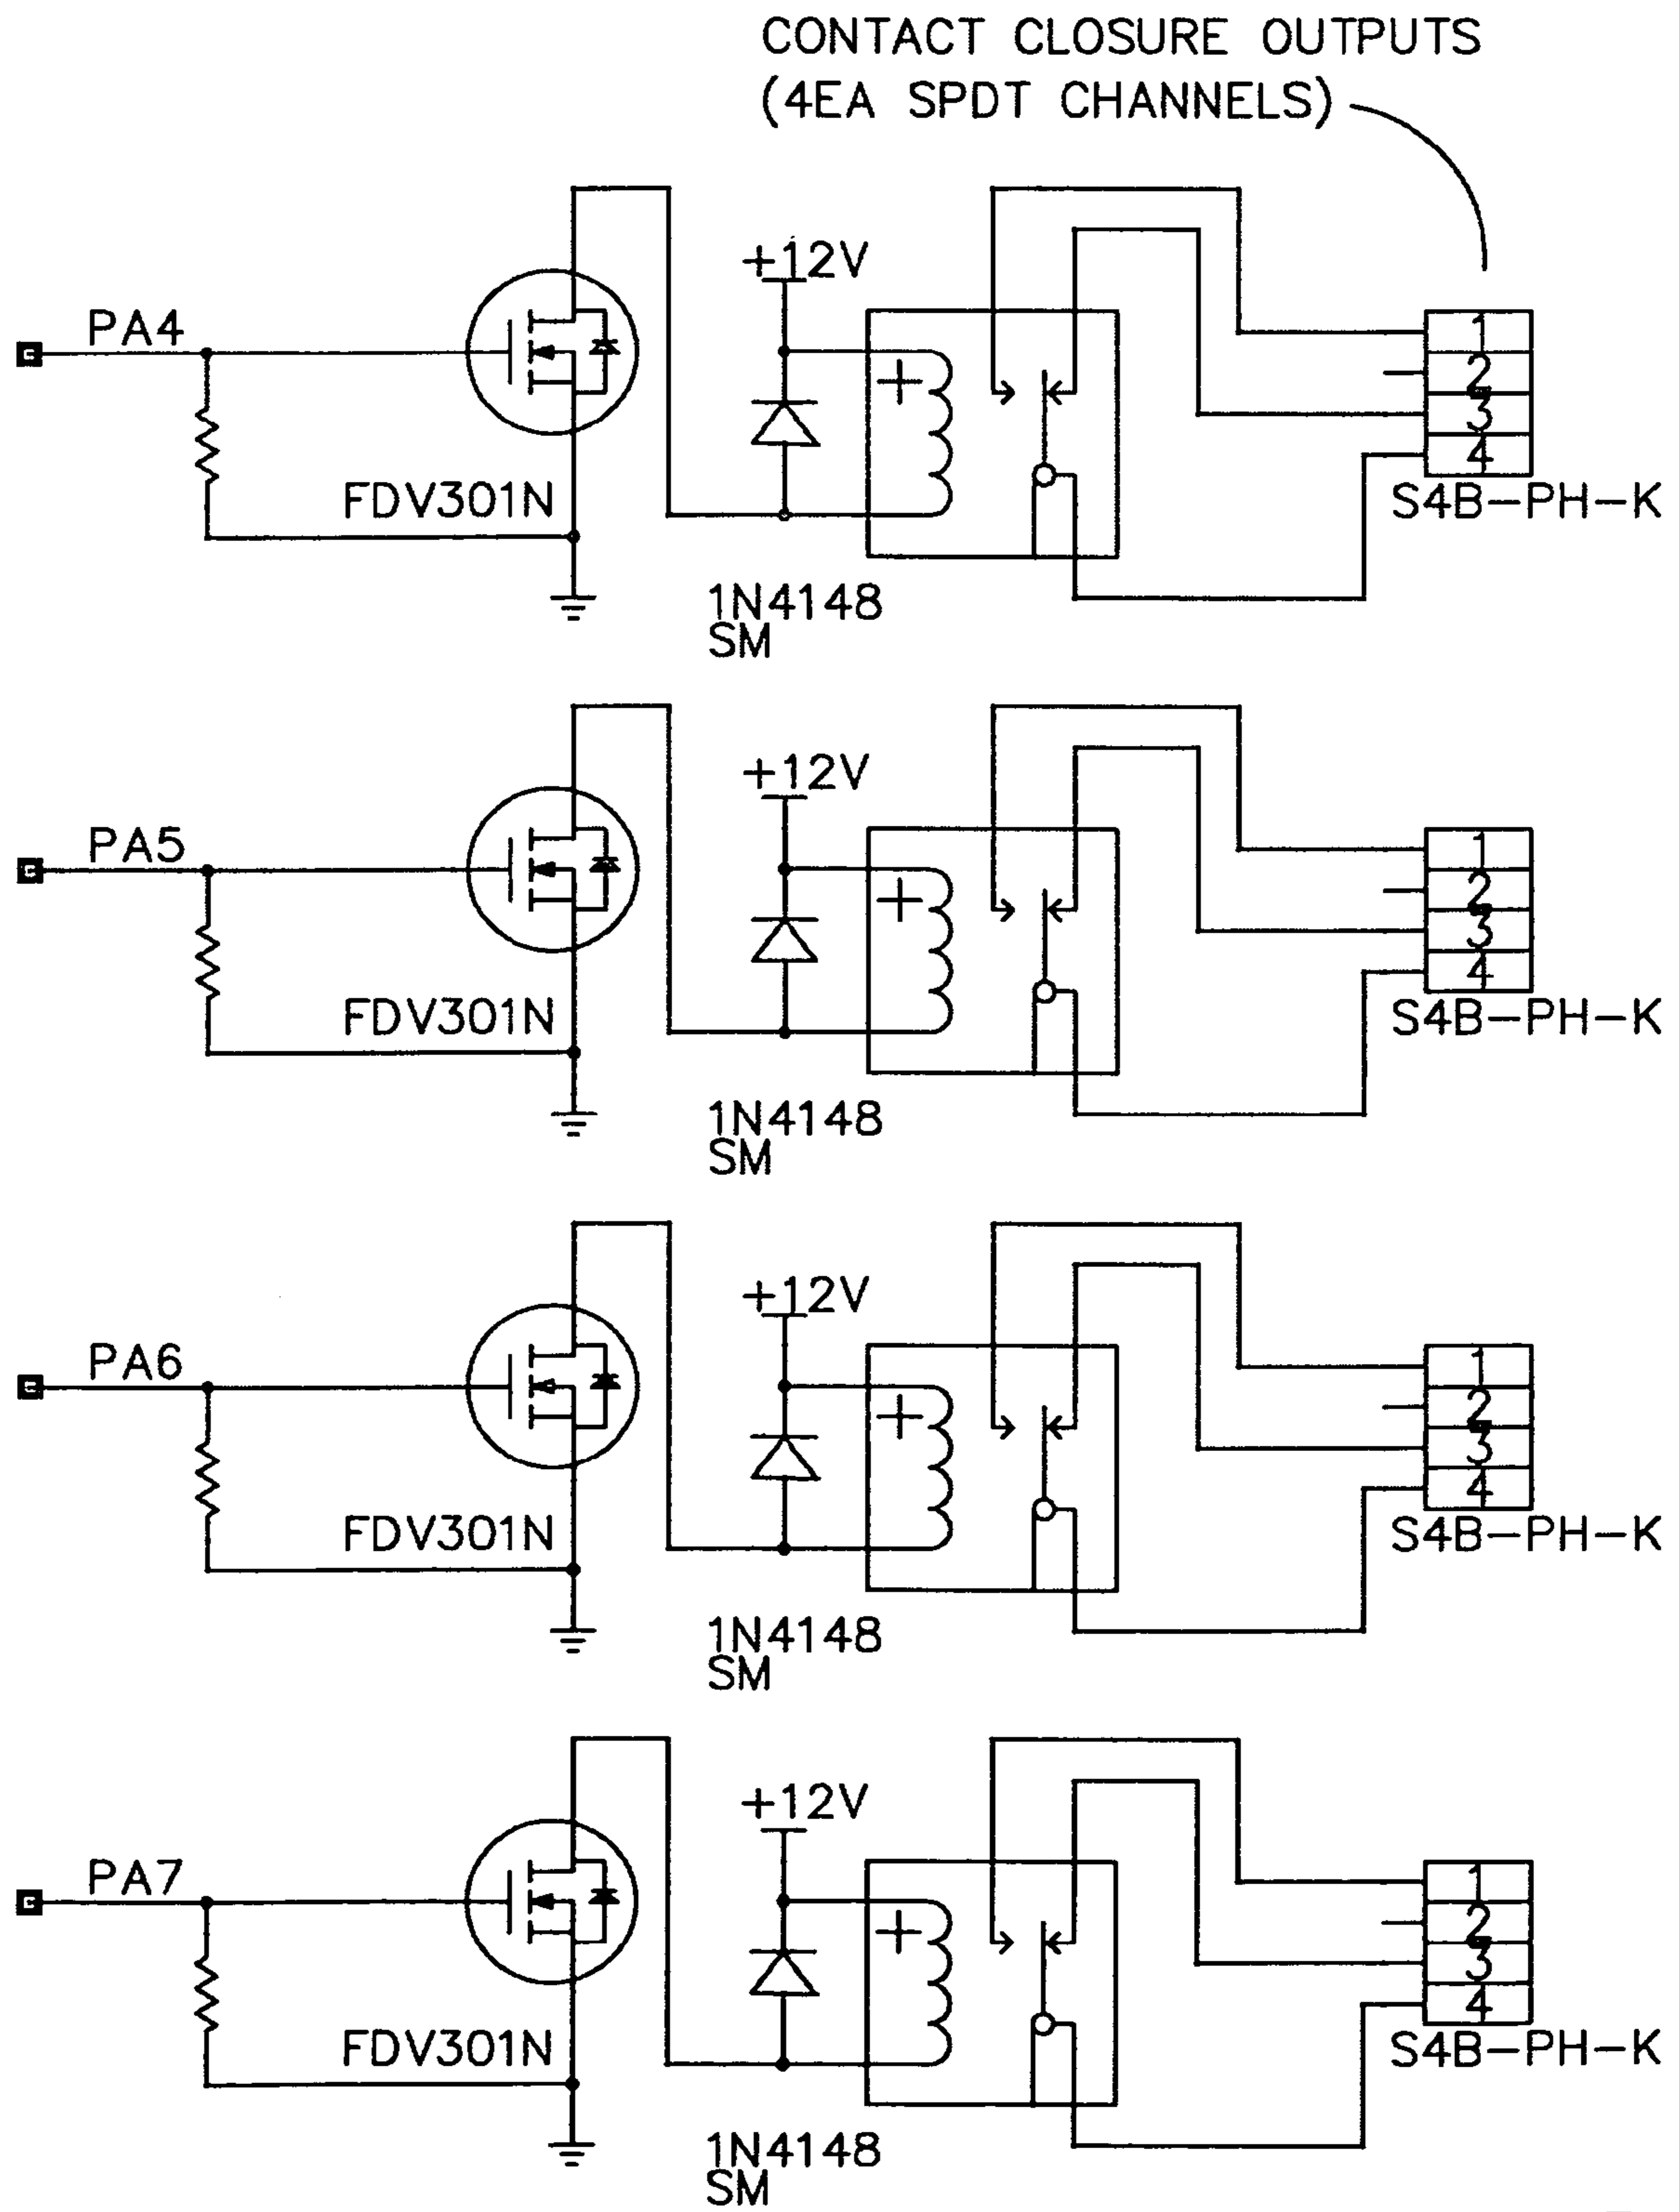 CONTACT CLOSURE OUTPUTS
(4EA SPDT CHANNELS)
+12V
PA4
+
1
2
3
4
FDV301N
S4B-PH-K
1N4148
SM
+12V
PA5
+
1
2
3
4
FDV301N
S4B-PH-K
1N4148
SM
+12V
PA6
+
1
2
3
4
FDV301N
S4B-PH-K
1N4148
SM
+12V
PA7
+
1
2
3
4
FDV301N
S4B-PH-K
1N4148
SM